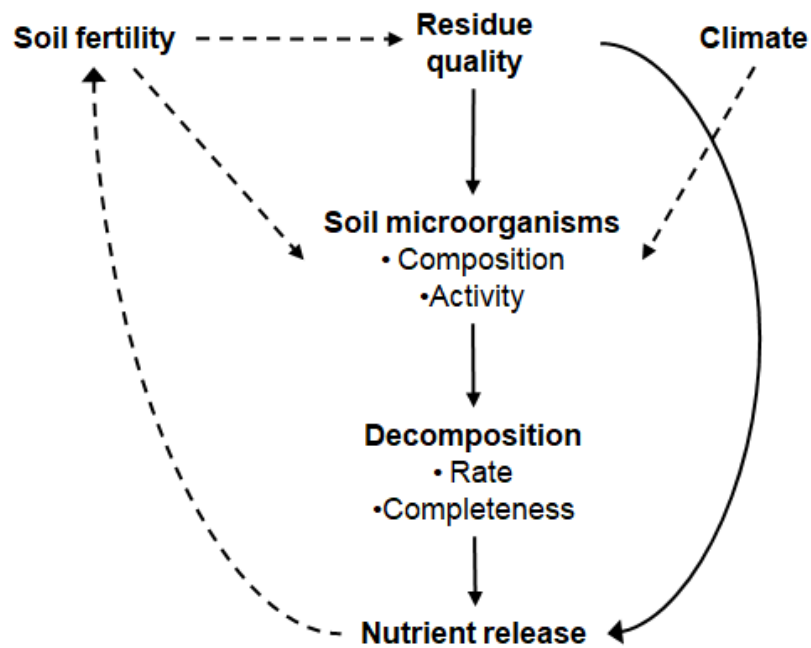 Soil fertility
Residue
quality
Climate
Soil microorganisms
• Composition
•Activity
Decomposition
• Rate
•Completeness
Nutrient release